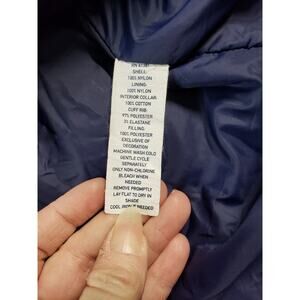 SHELL:
100% NYLON
LINING:
100% NYLON
INTERIOR COLLAR:
100% COTTON
CUFF RIB:
97% POLYESTER
3% ELASTANE
FILLING:
100% POLYESTER
EXCLUSIVE OF
DECORATION
MACHINE WASH COLD
GENTLE CYCLE
SEPARATELY
ONLY NON-CHLORINE
BLEACH WHEN
NEEDED
REMOVE PROMPTLY
LAY FLAT TO DRY IN
SHADE
COOL IRON IF NEEDED